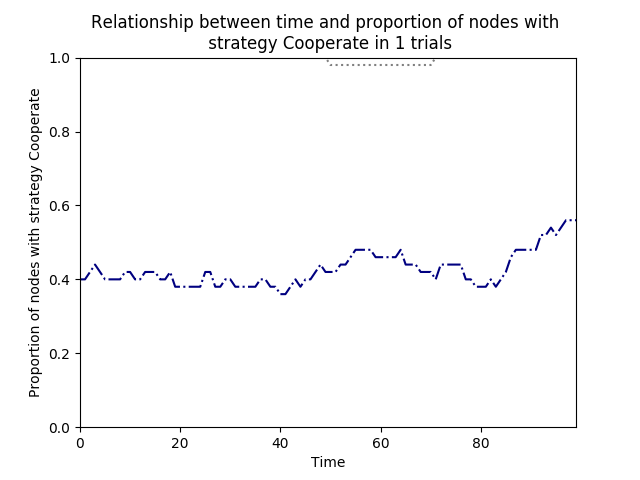 Relationship between time and proportion of nodes with
strategy Cooperate in 1 trials
Proportion of nodes with strategy Cooperate
1.0
0.8
0.6
0.4
0.2
0.0
0 20 40 60 80
Time